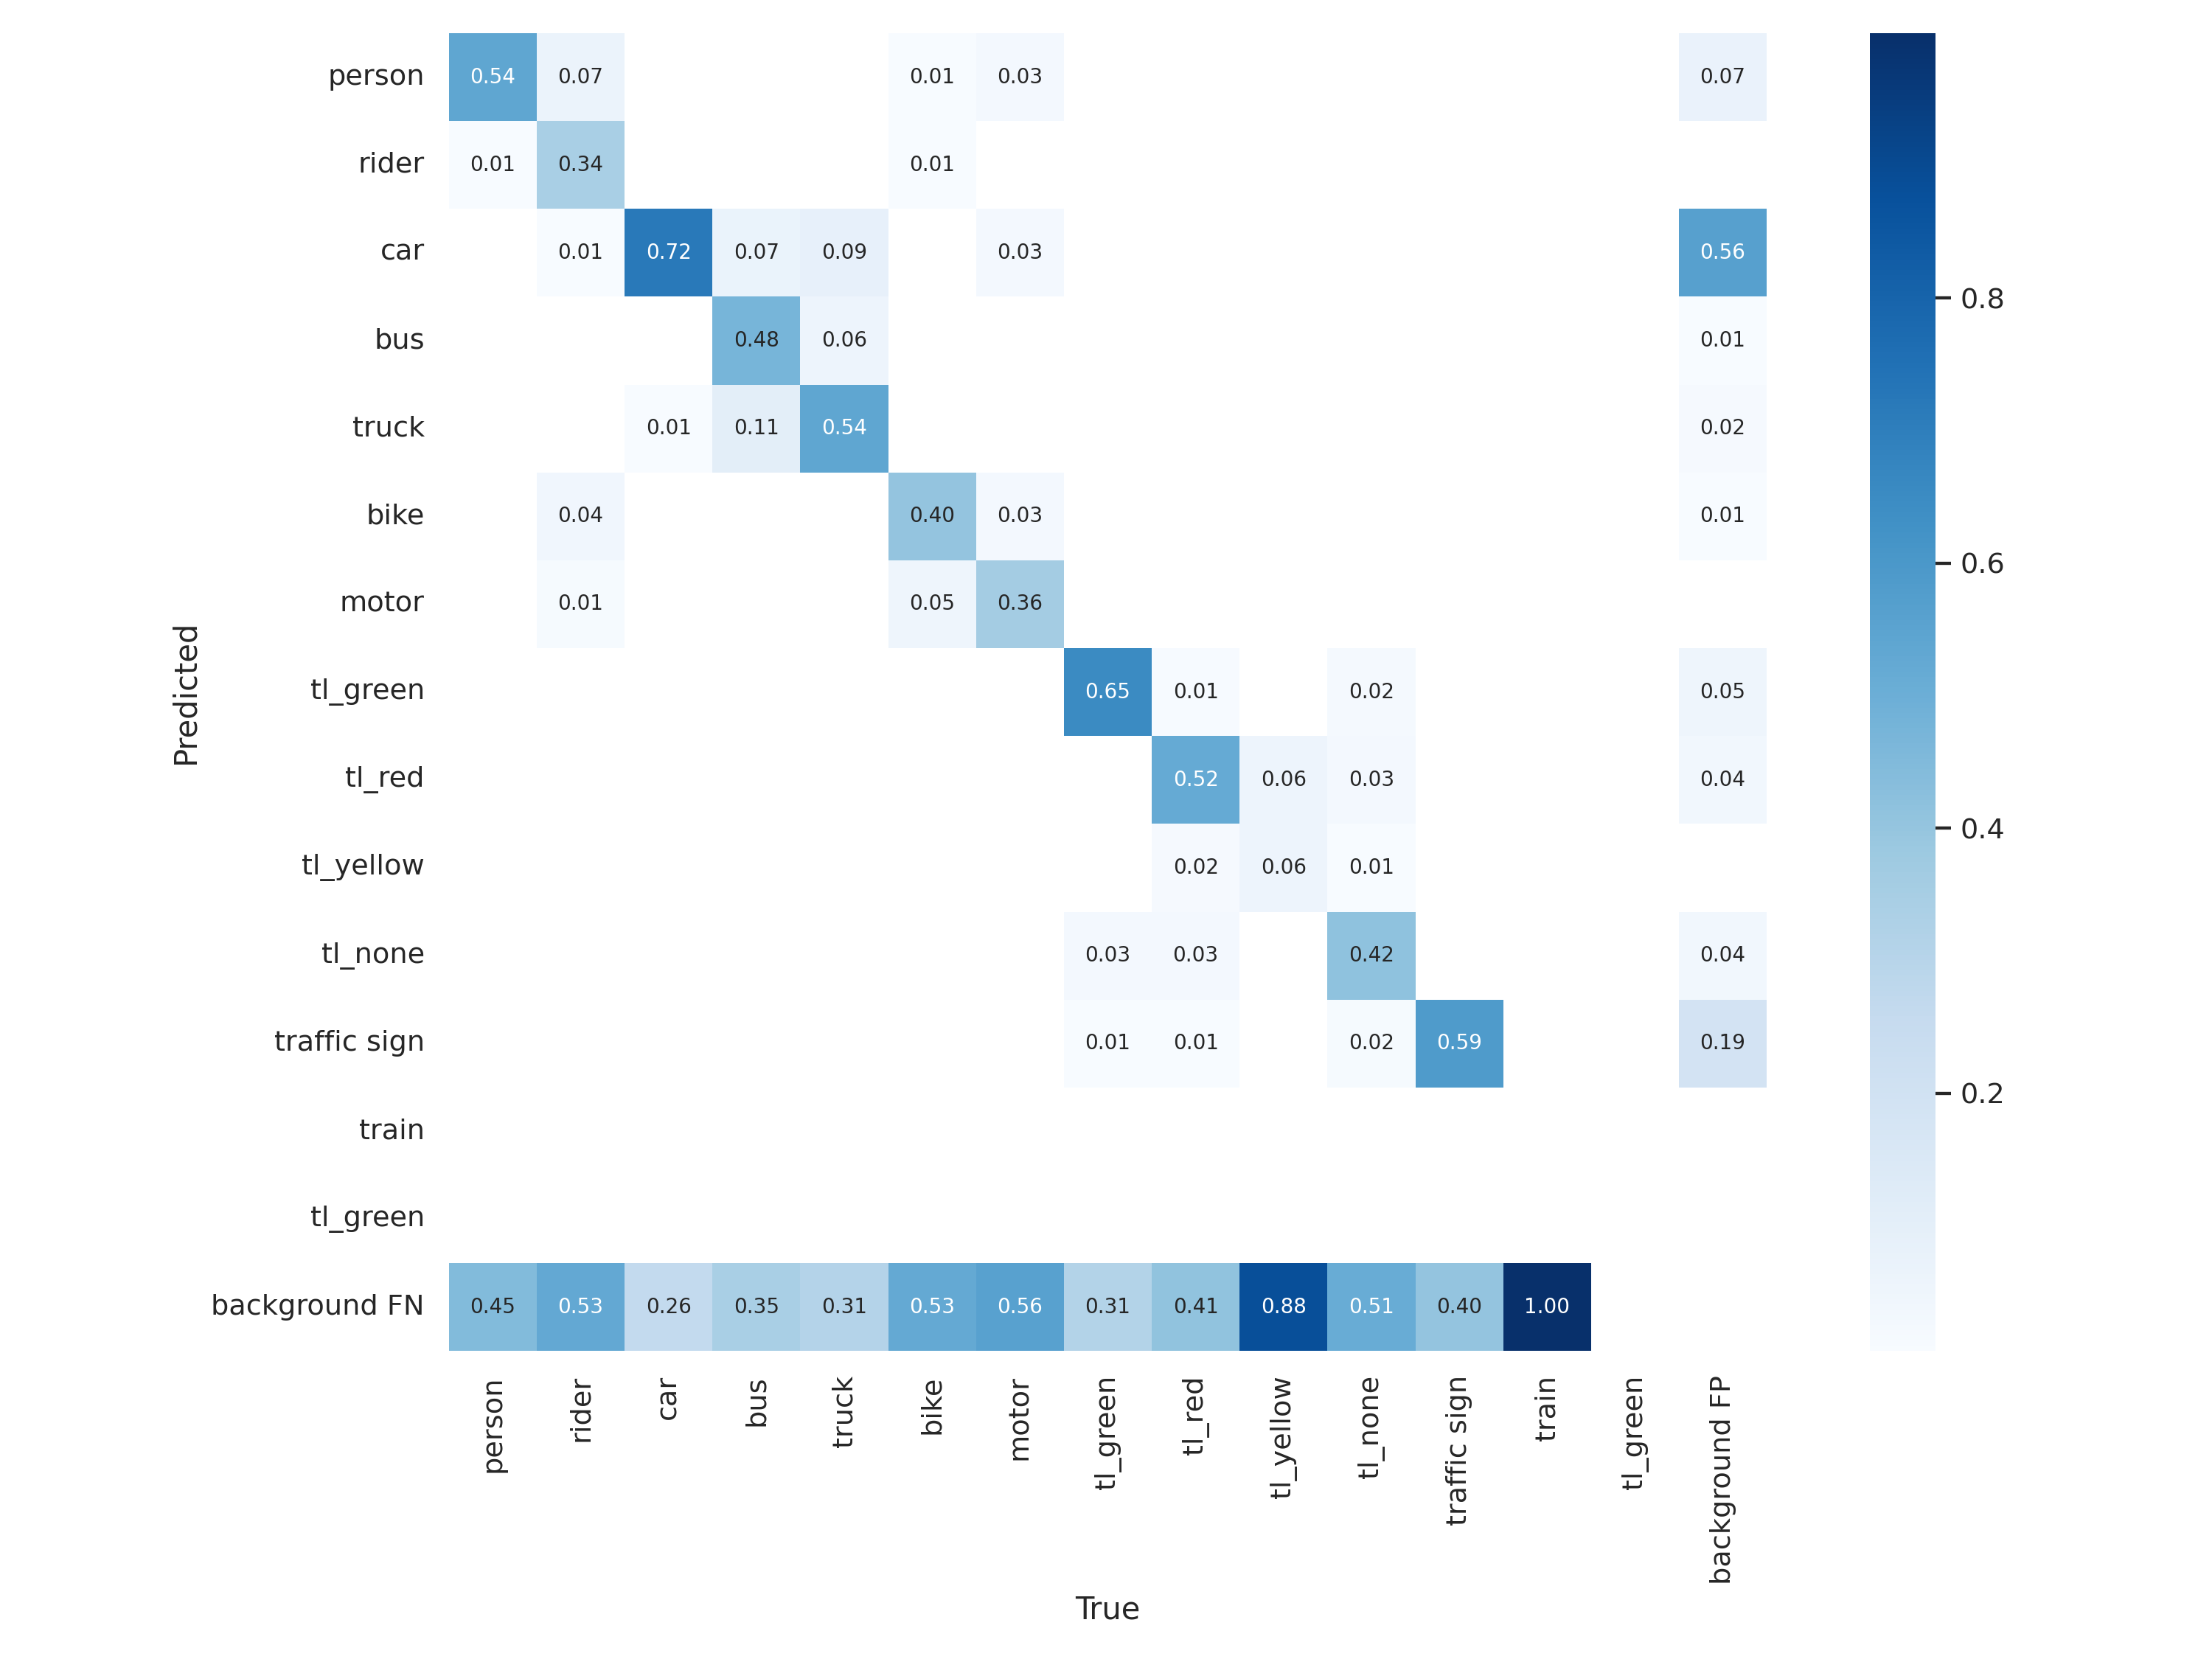 person 0.54 0.07 0.01 0.03 0.07
rider 0.01 0.34 0.01
car 0.01 0.72 0.07 0.09 0.03 0.56
0.8
bus 0.48 0.06 0.01
truck 0.01 0.11 0.54 0.02
bike 0.04 0.40 0.03 0.01
0.6
motor 0.01 0.05 0.36
Predicted
tl_green 0.65 0.01 0.02 0.05
tl_red 0.52 0.06 0.03 0.04
0.4
tl_yellow 0.02 0.06 0.01
tl_none 0.03 0.03 0.42 0.04
traffic sign 0.01 0.01 0.02 0.59 0.19
0.2
train
tl_green
background FN 0.45 0.53 0.26 0.35 0.31 0.53 0.56 0.31 0.41 0.88 0.51 0.40 1.00
person rider car bus truck bike motor tl_green tl_red tl_yellow tl_none traffic sign train tl_green background FP
True